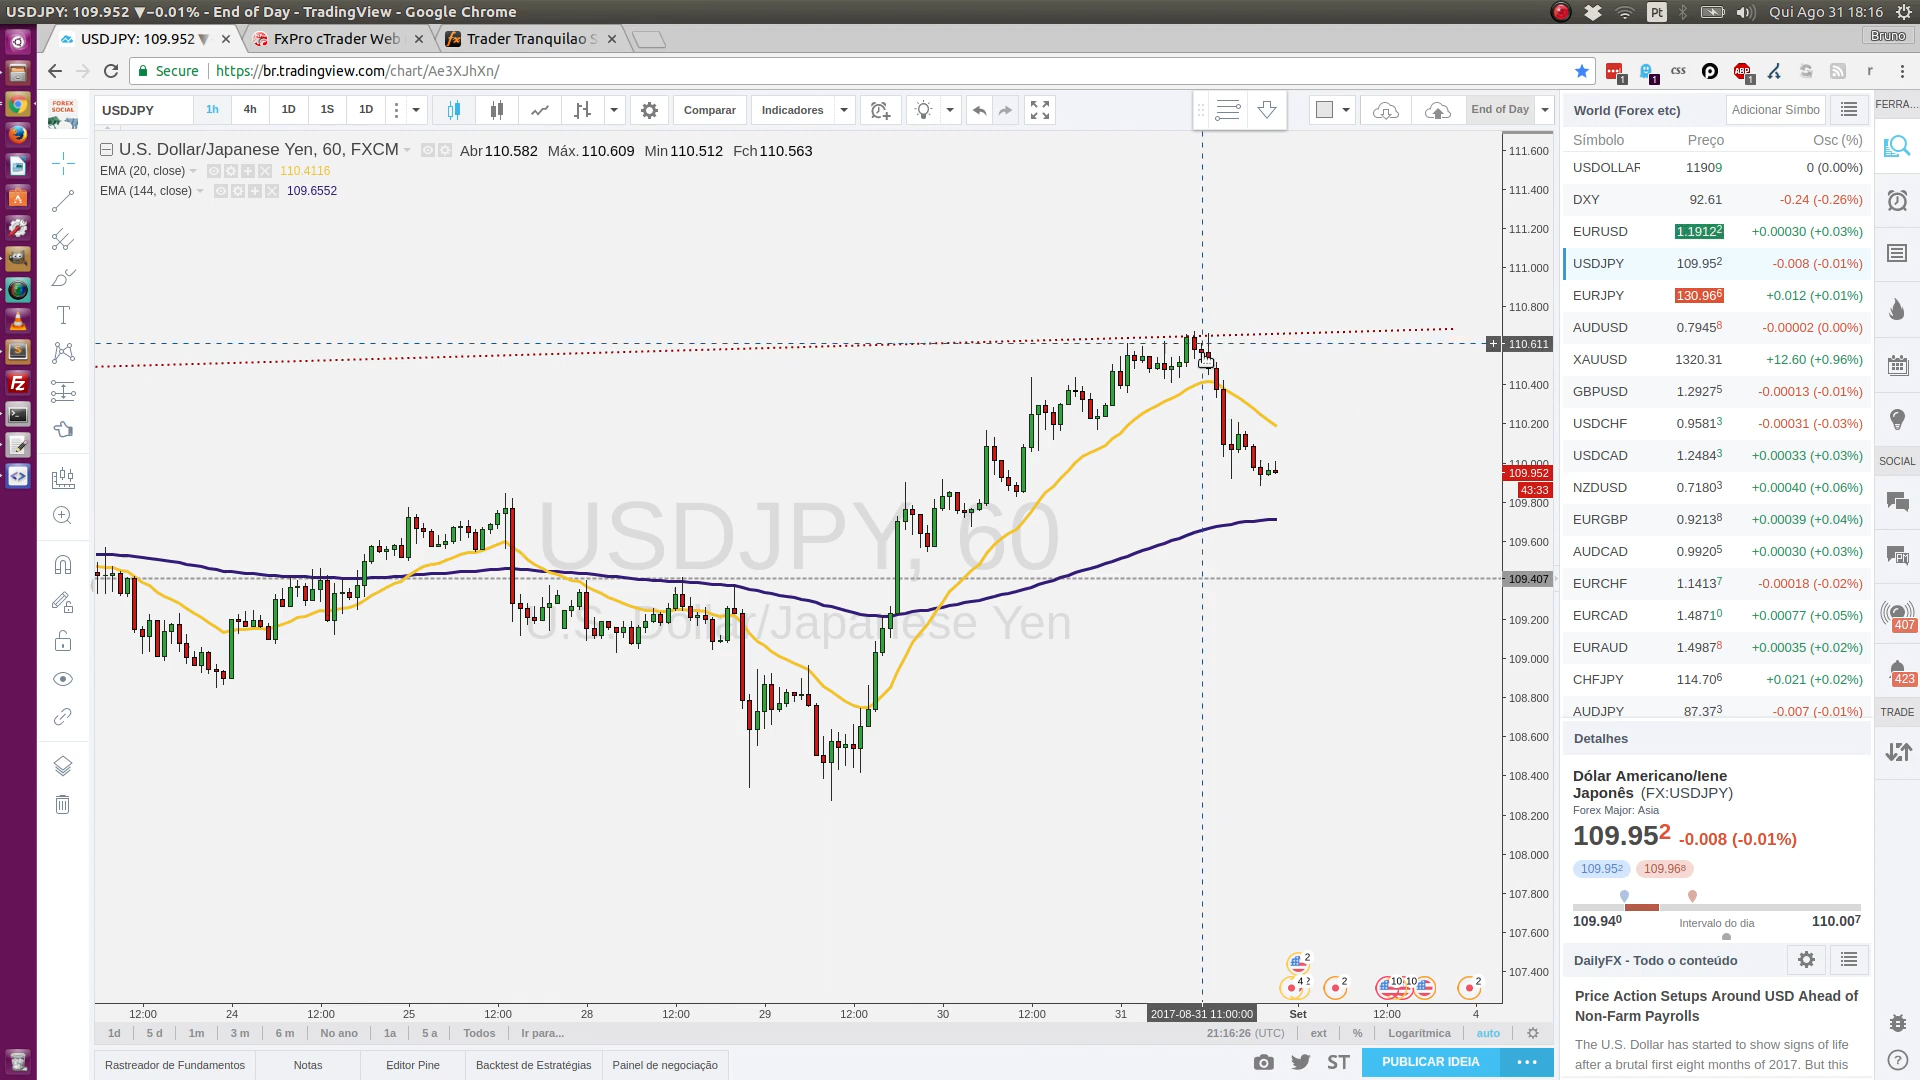 USDJPY: 109.952 ▼−0.01% - End of Day - TradingView - Google Chrome
Pt
Qui Ago 31 18:16
USDJPY: 109.952 ▼
FxPro cTrader Web
Trader Tranquilao S
Bruno
Secure
https://br.tradingview.com/chart/Ae3XJhXn/
USDJPY
1h
4h
1D
1S
1D
Comparar
Indicadores
End of Day
U.S. Dollar/Japanese Yen, 60, FXCM
Abr 110.582 Máx. 110.609 Min 110.512 Fch 110.563
EMA (20, close)
110.4116
EMA (144, close)
109.6552
USDJPY, 60
U.S. Dollar/Japanese Yen
111.600
111.400
111.200
111.000
110.800
110.611
110.400
110.200
110.000
109.952
43:33
109.800
109.600
109.407
109.200
109.000
108.800
108.600
108.400
108.200
108.000
107.800
107.600
107.400
12:00
24
12:00
25
12:00
28
12:00
29
12:00
30
12:00
31
2017-08-31 11:00:00
Set
12:00
4
1d
5 d
1m
3 m
6 m
No ano
1a
5 a
Todos
Ir para...
21:16:26 (UTC)
ext
%
Logarítmica
auto
Rastreador de Fundamentos
Notas
Editor Pine
Backtest de Estratégias
Painel de negociação
ST
PUBLICAR IDEIA
World (Forex etc)
Adicionar Símbo
Símbolo Preço Osc (%)
USDOLLAR 11909 0 (0.00%)
DXY 92.61 -0.24 (-0.26%)
EURUSD 1.19122 +0.00030 (+0.03%)
USDJPY 109.952 -0.008 (-0.01%)
EURJPY 130.966 +0.012 (+0.01%)
AUDUSD 0.79458 -0.00002 (0.00%)
XAUUSD 1320.31 +12.60 (+0.96%)
GBPUSD 1.29275 -0.00013 (-0.01%)
USDCHF 0.95813 -0.00031 (-0.03%)
USDCAD 1.24843 +0.00033 (+0.03%)
NZDUSD 0.71803 +0.00040 (+0.06%)
EURGBP 0.92138 +0.00039 (+0.04%)
AUDCAD 0.99205 +0.00030 (+0.03%)
EURCHF 1.14137 -0.00018 (-0.02%)
EURCAD 1.48710 +0.00077 (+0.05%)
EURAUD 1.49878 +0.00035 (+0.02%)
CHFJPY 114.706 +0.021 (+0.02%)
AUDJPY 87.373 -0.007 (-0.01%)
Detalhes
Dólar Americano/Iene
Japonês (FX:USDJPY)
Forex Major: Asia
109.952 -0.008 (-0.01%)
109.952 109.968
109.940 Intervalo do dia 110.007
DailyFX - Todo o conteúdo
Price Action Setups Around USD Ahead of
Non-Farm Payrolls
The U.S. Dollar has started to show signs of life
after a brutal first eight months of 2017. But this
FERRA...
SOCIAL
407
423
TRADE